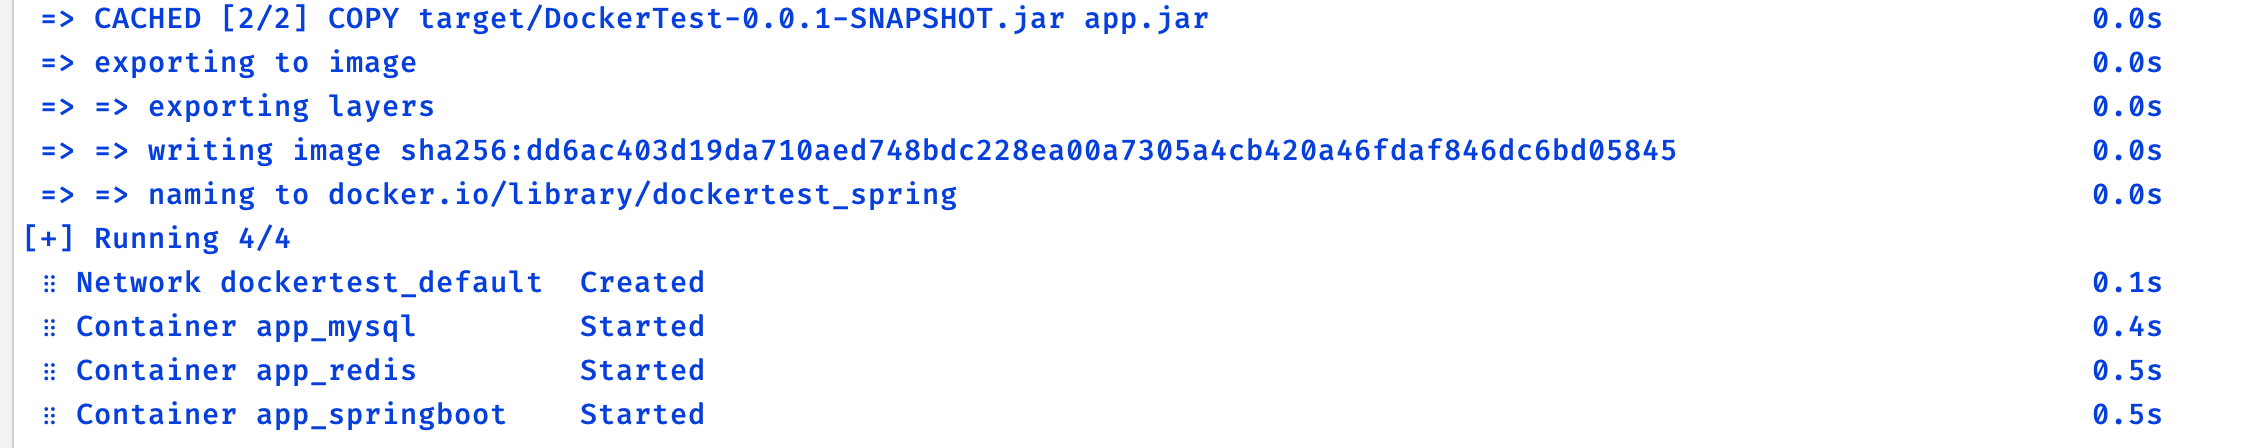 => CACHED [2/2] COPY target/DockerTest-0.0.1-SNAPSHOT.jar app.jar 0.0s
=> exporting to image 0.0s
=> => exporting layers 0.0s
=> => writing image sha256:dd6ac403d19da710aed748bdc228ea00a7305a4cb420a46fdaf846dc6bd05845 0.0s
=> => naming to docker.io/library/dockertest_spring 0.0s
[+] Running 4/4
⠿ Network dockertest_default Created 0.1s
⠿ Container app_mysql Started 0.4s
⠿ Container app_redis Started 0.5s
⠿ Container app_springboot Started 0.5s